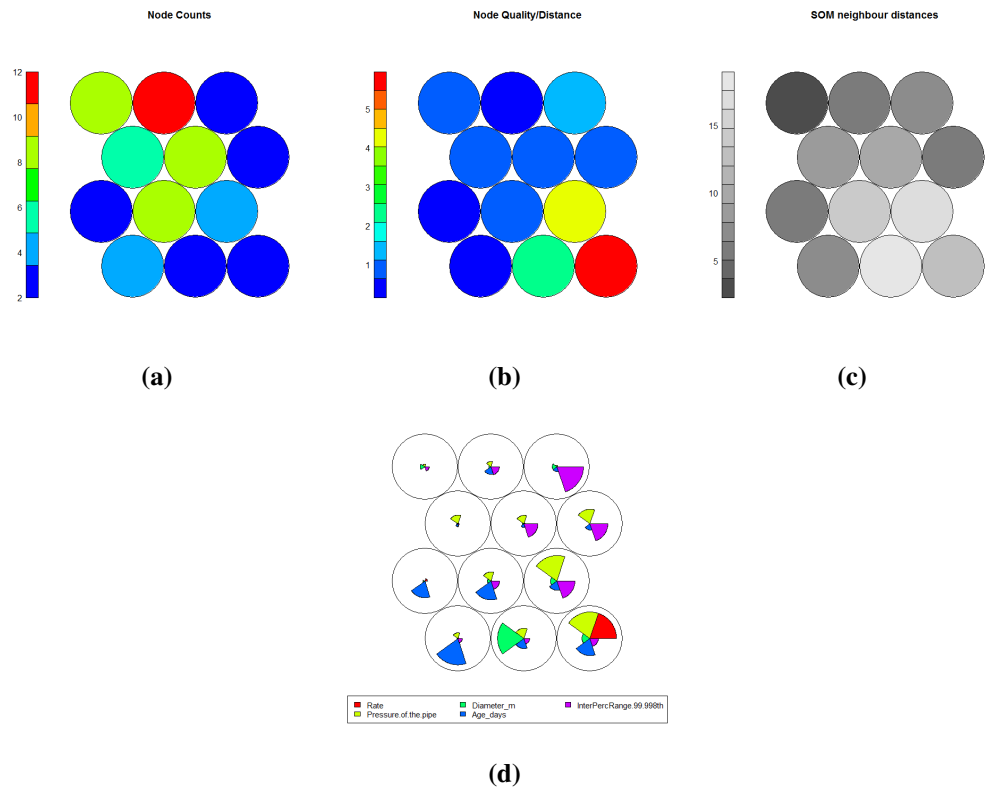 Node Counts
Node Quality/Distance
SOM neighbour distances
12
10
8
6
4
2
5
4
3
2
1
15
10
5
(a)
(b)
(c)
Rate
Diameter_m
InterPercRange.99.998th
Pressure.of.the.pipe
Age_days
(d)